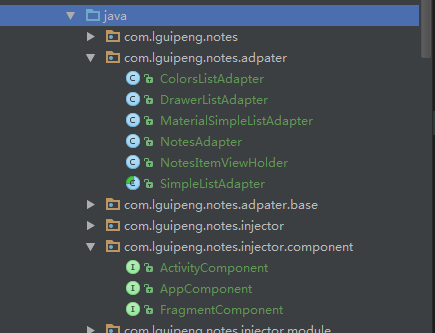 java
com.lguipeng.notes
com.lguipeng.notes.adpater
C ColorsListAdapter
C DrawerListAdapter
C MaterialSimpleListAdapter
C NotesAdapter
C NotesItemViewHolder
C SimpleListAdapter
com.lguipeng.notes.adpater.base
com.lguipeng.notes.injector
com.lguipeng.notes.injector.component
I ActivityComponent
I AppComponent
I FragmentComponent
com.lguipeng.notes.injector.module